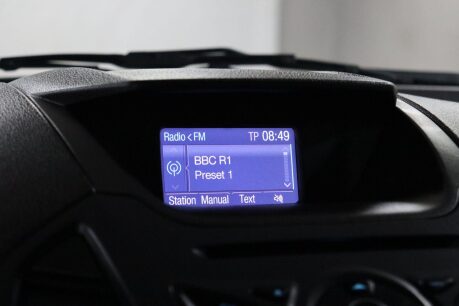 Radio < FM TP 08:49
BBC R1
Preset 1
Station Manual Text